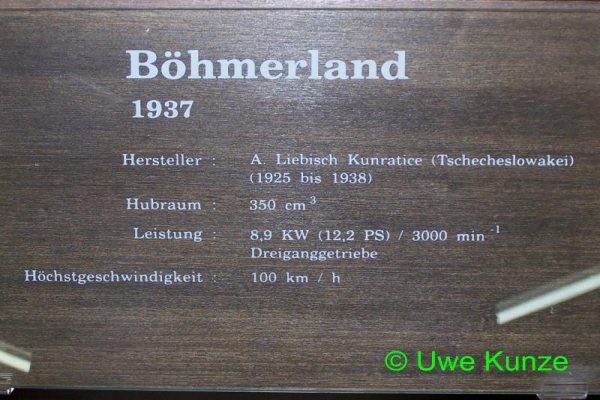 Böhmerland
1937
Hersteller : A. Liebisch Kunratice (Tschecheslowakei)
(1925 bis 1938)
Hubraum : 350 cm³
Leistung : 8,9 KW (12,2 PS) / 3000 min⁻¹
Dreiganggetriebe
Höchstgeschwindigkeit : 100 km / h
© Uwe Kunze